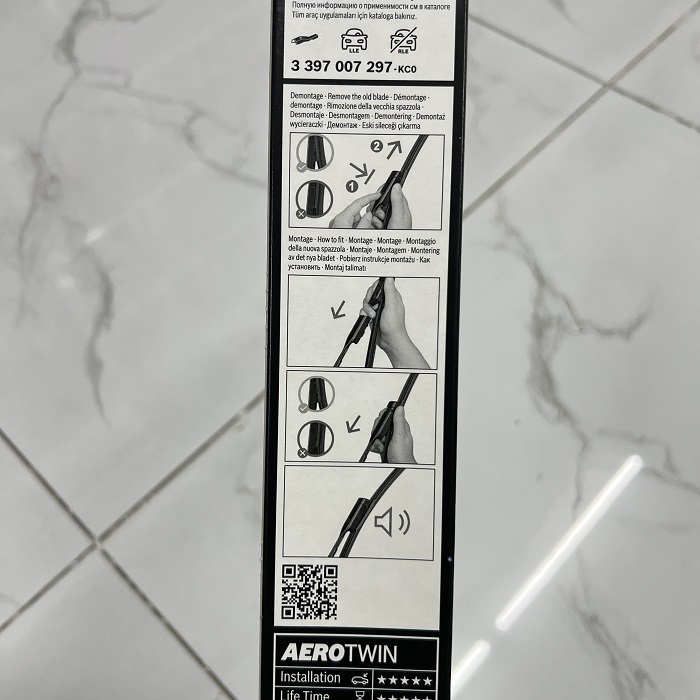 Полную информацию о применимости см в каталоге
Tüm araç uygulamaları için kataloga bakınız.
LLE
RLE
3 397 007 297-KC0
Demontage · Remove the old blade · Démontage ·
demontage · Rimozione della vecchia spazzola ·
Desmontaje · Desmontagem · Demontering · Demontaż
wycieraczki · Демонтаж · Eski sileceği çıkarma
1
2
Montage · How to fit · Montage · Montage · Montaggio
della nuova spazzola · Montaje · Montagem · Montering
av det nya bladet · Pobierz instrukcje montażu · Как
установить · Montaj talimatı
AEROTWIN
Installation ★★★★★
Life Time